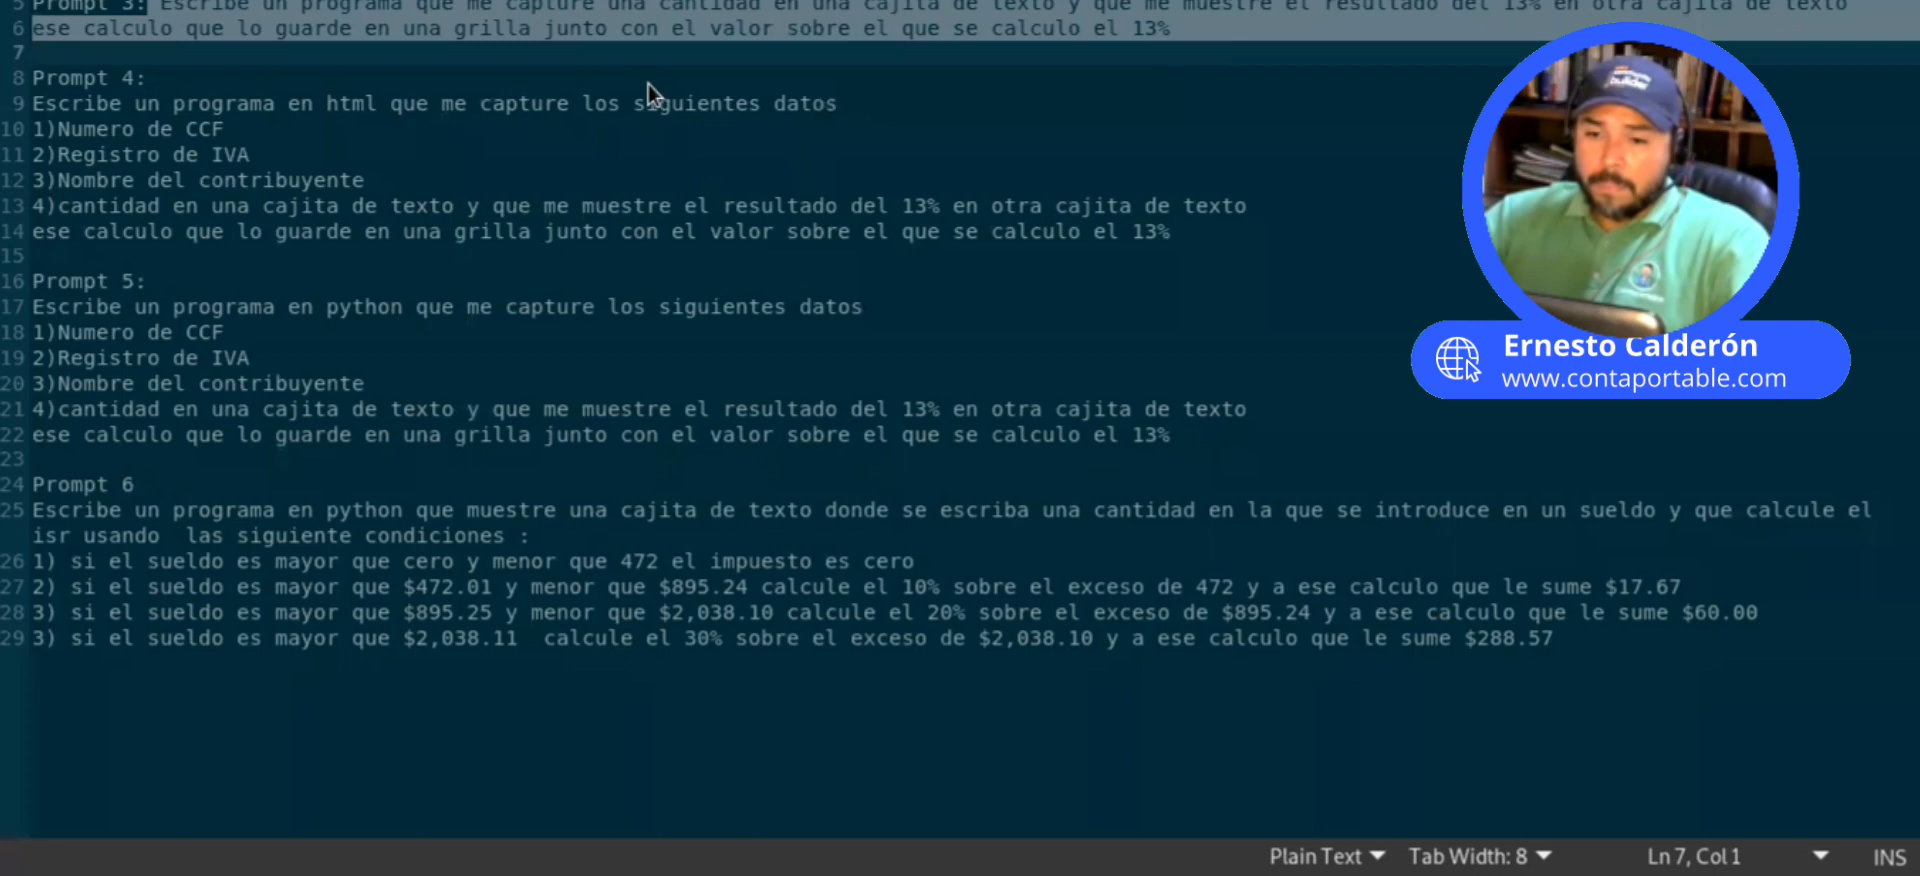 5 Prompt 3: Escribe un programa que me capture una cantidad en una cajita de texto y que me muestre el resultado del 13% en otra cajita de texto
6 ese calculo que lo guarde en una grilla junto con el valor sobre el que se calculo el 13%
7
8 Prompt 4:
9 Escribe un programa en html que me capture los siguientes datos
10 1)Numero de CCF
11 2)Registro de IVA
12 3)Nombre del contribuyente
13 4)cantidad en una cajita de texto y que me muestre el resultado del 13% en otra cajita de texto
14 ese calculo que lo guarde en una grilla junto con el valor sobre el que se calculo el 13%
15
16 Prompt 5:
17 Escribe un programa en python que me capture los siguientes datos
18 1)Numero de CCF
19 2)Registro de IVA
20 3)Nombre del contribuyente
21 4)cantidad en una cajita de texto y que me muestre el resultado del 13% en otra cajita de texto
22 ese calculo que lo guarde en una grilla junto con el valor sobre el que se calculo el 13%
23
24 Prompt 6
25 Escribe un programa en python que muestre una cajita de texto donde se escriba una cantidad en la que se introduce en un sueldo y que calcule el
isr usando  las siguiente condiciones :
26 1) si el sueldo es mayor que cero y menor que 472 el impuesto es cero
27 2) si el sueldo es mayor que $472.01 y menor que $895.24 calcule el 10% sobre el exceso de 472 y a ese calculo que le sume $17.67
28 3) si el sueldo es mayor que $895.25 y menor que $2,038.10 calcule el 20% sobre el exceso de $895.24 y a ese calculo que le sume $60.00
29 3) si el sueldo es mayor que $2,038.11  calcule el 30% sobre el exceso de $2,038.10 y a ese calculo que le sume $288.57
Ernesto Calderón
www.contaportable.com
Plain Text Tab Width: 8 Ln 7, Col 1 INS